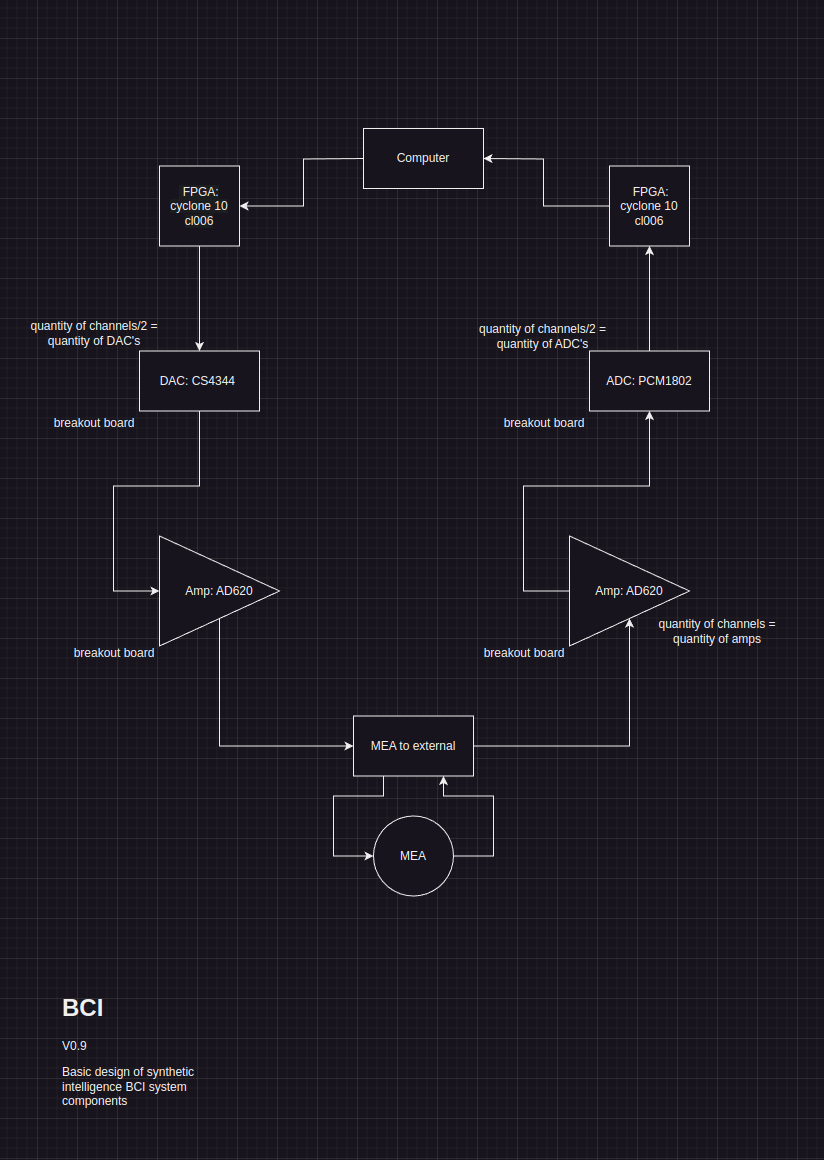 Computer
FPGA:
cyclone 10
cl006
FPGA:
cyclone 10
cl006
quantity of channels/2 =
quantity of DAC's
quantity of channels/2 =
quantity of ADC's
DAC: CS4344
ADC: PCM1802
breakout board
breakout board
Amp: AD620
Amp: AD620
quantity of channels =
quantity of amps
breakout board
breakout board
MEA to external
MEA
BCI
V0.9
Basic design of synthetic
intelligence BCI system
components